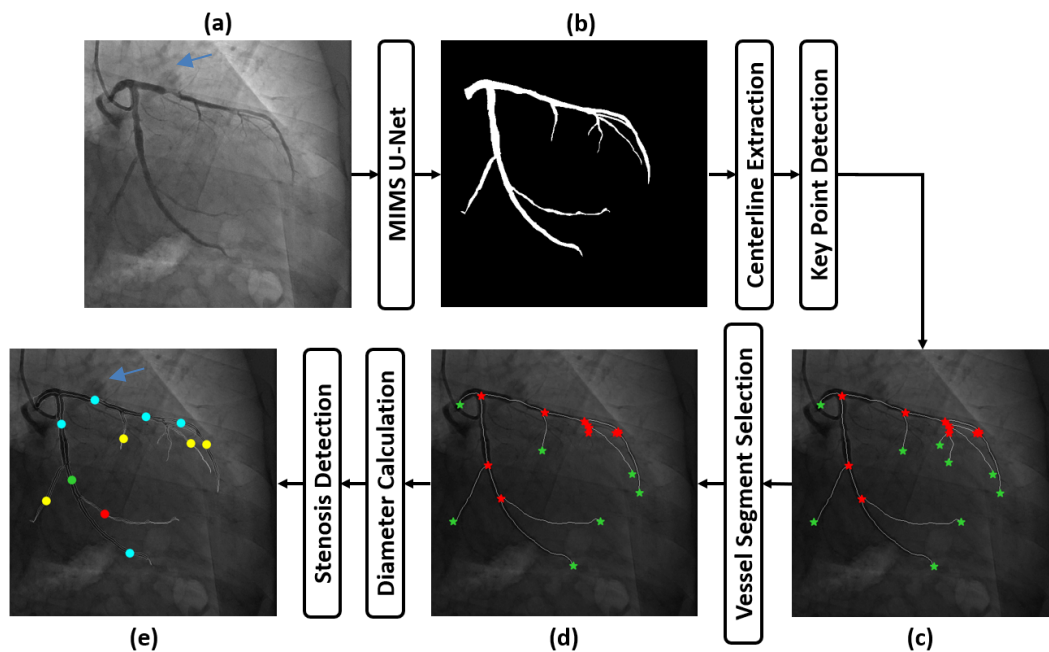 (a)
(b)
MIMS U-Net
Centerline Extraction
Key Point Detection
Stenosis Detection
Diameter Calculation
Vessel Segment Selection
(e)
(d)
(c)